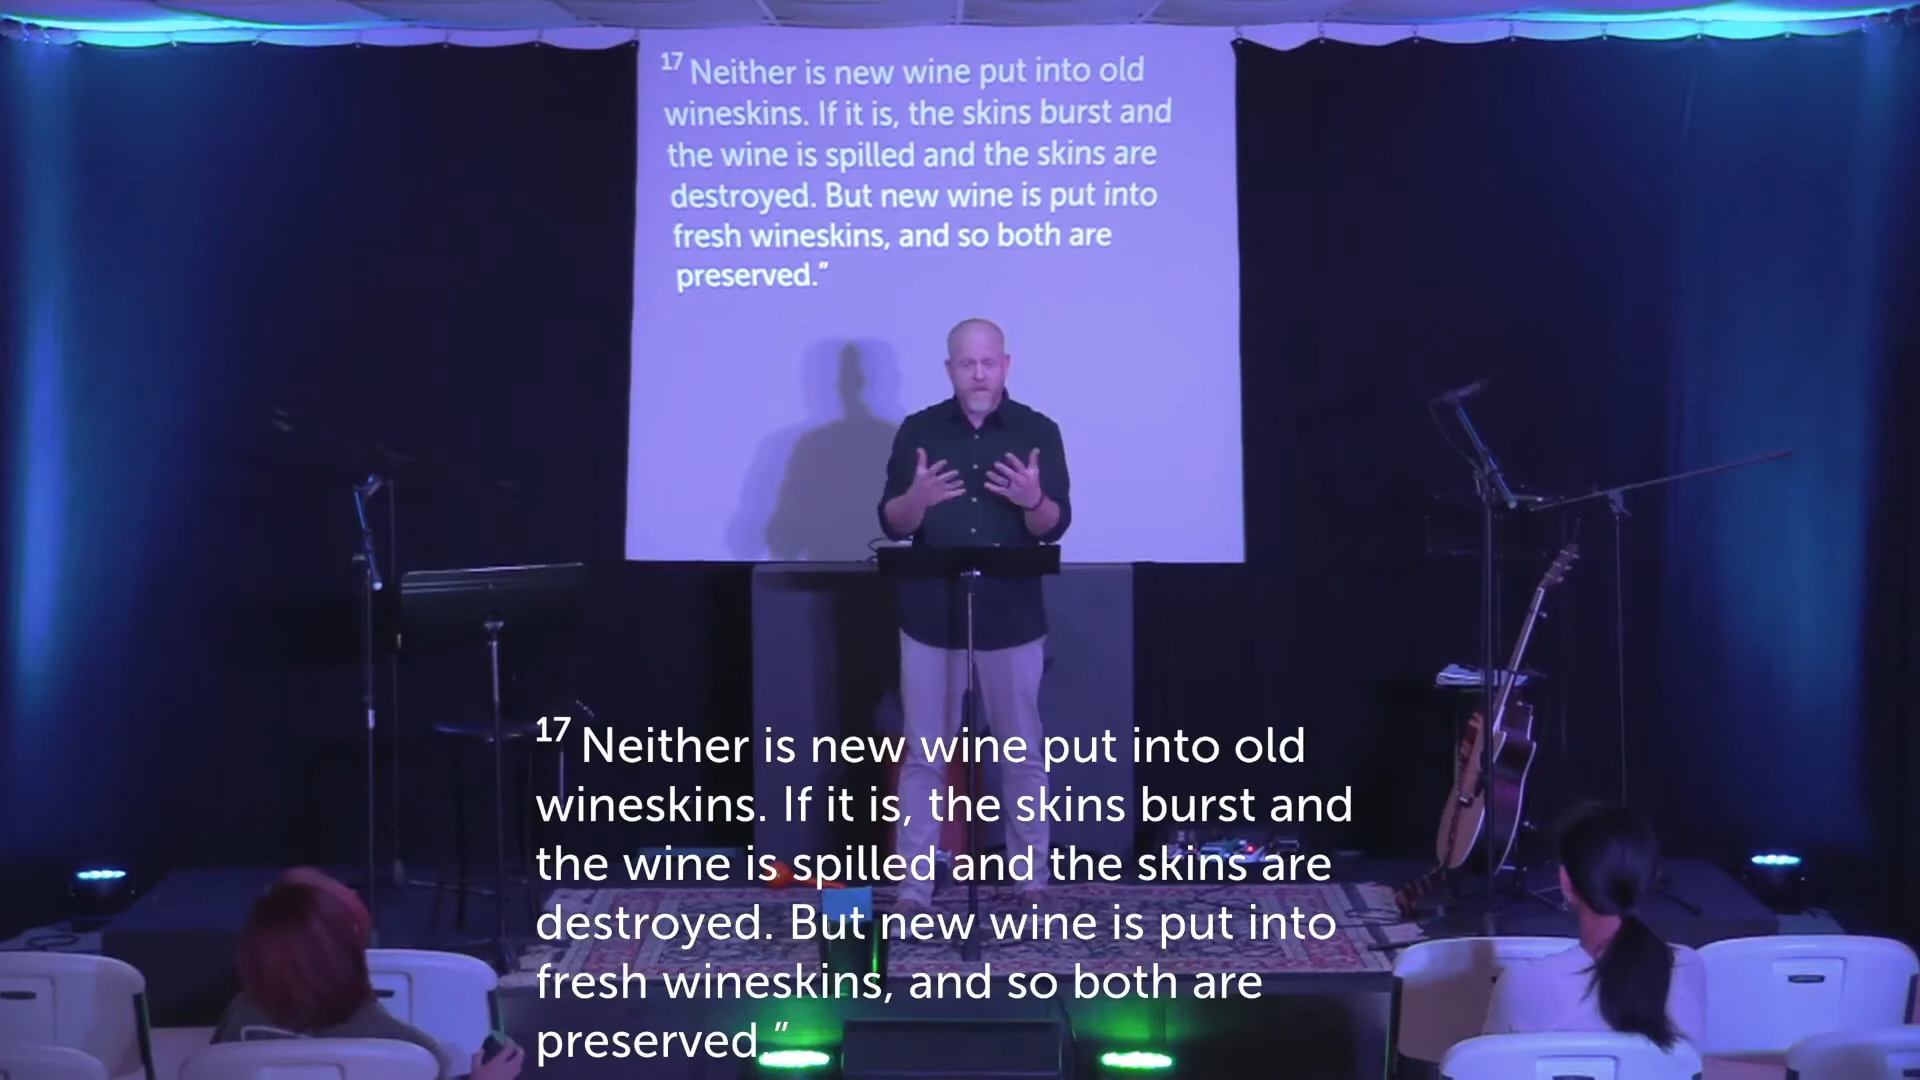 17 Neither is new wine put into old
wineskins. If it is, the skins burst and
the wine is spilled and the skins are
destroyed. But new wine is put into
fresh wineskins, and so both are
preserved.”
17 Neither is new wine put into old
wineskins. If it is, the skins burst and
the wine is spilled and the skins are
destroyed. But new wine is put into
fresh wineskins, and so both are
preserved.”